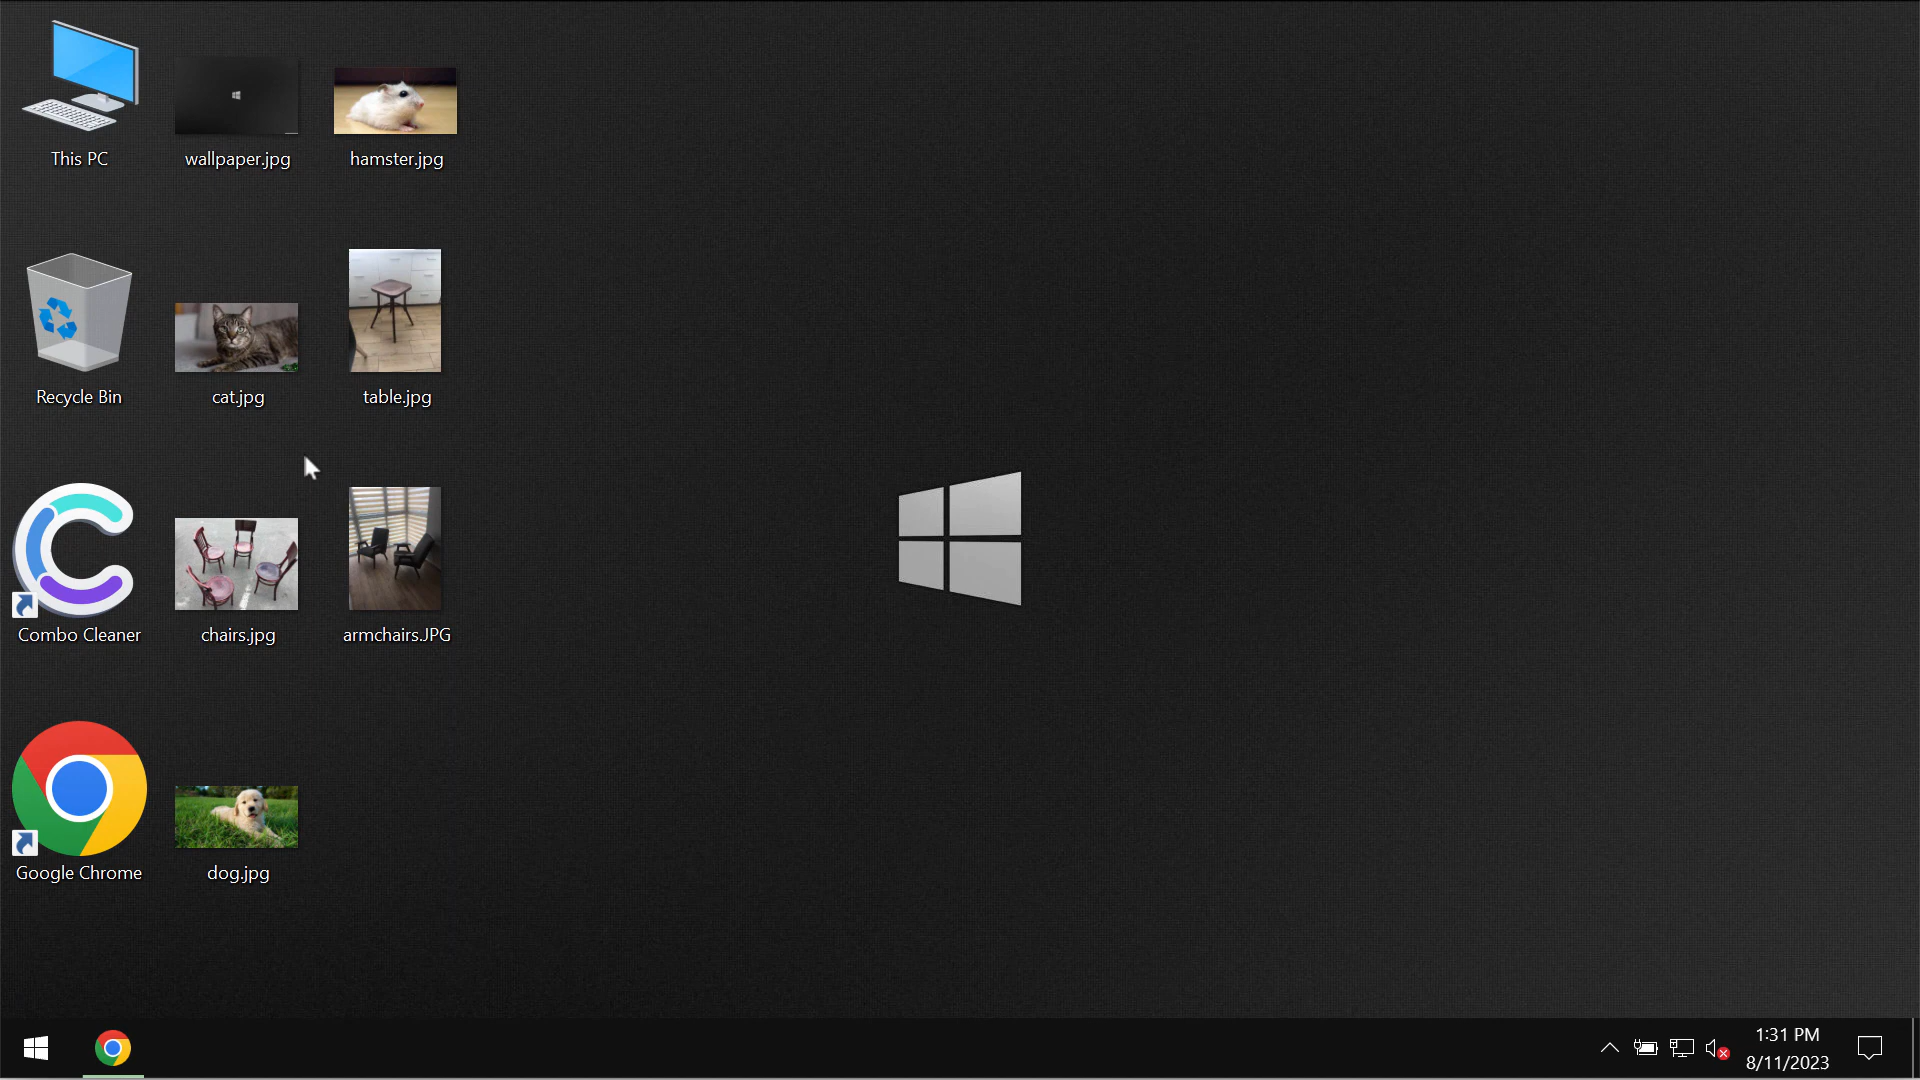 This PC
wallpaper.jpg
hamster.jpg
Recycle Bin
cat.jpg
table.jpg
Combo Cleaner
chairs.jpg
armchairs.JPG
Google Chrome
dog.jpg
1:31 PM
8/11/2023